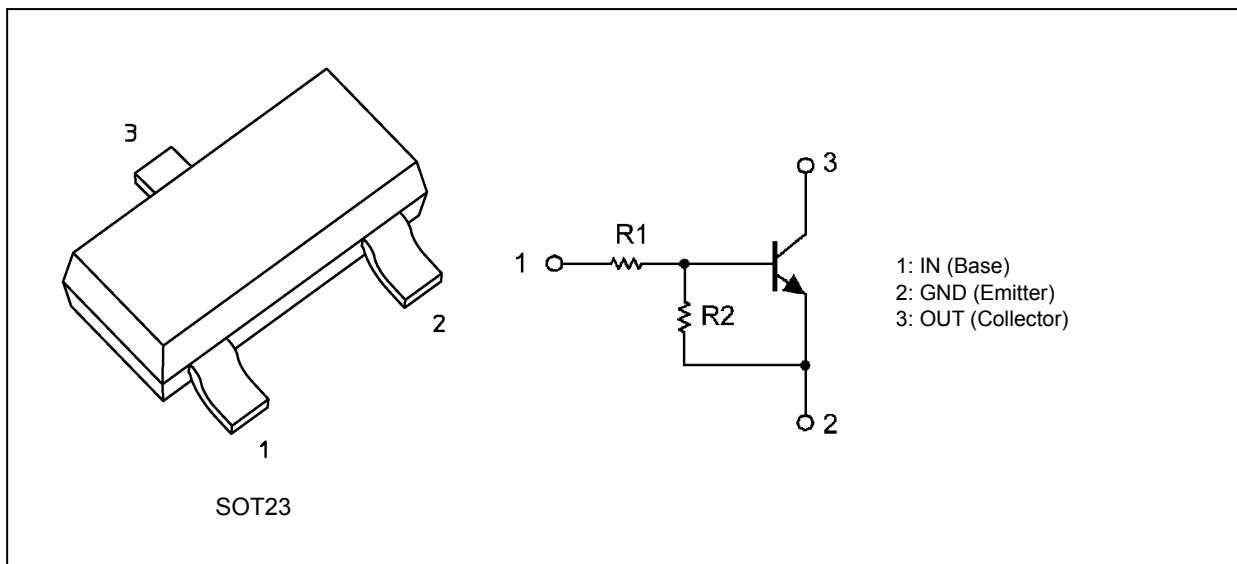 3
2
1
SOT23
R1
R2
1
3
2
1: IN (Base)
2: GND (Emitter)
3: OUT (Collector)